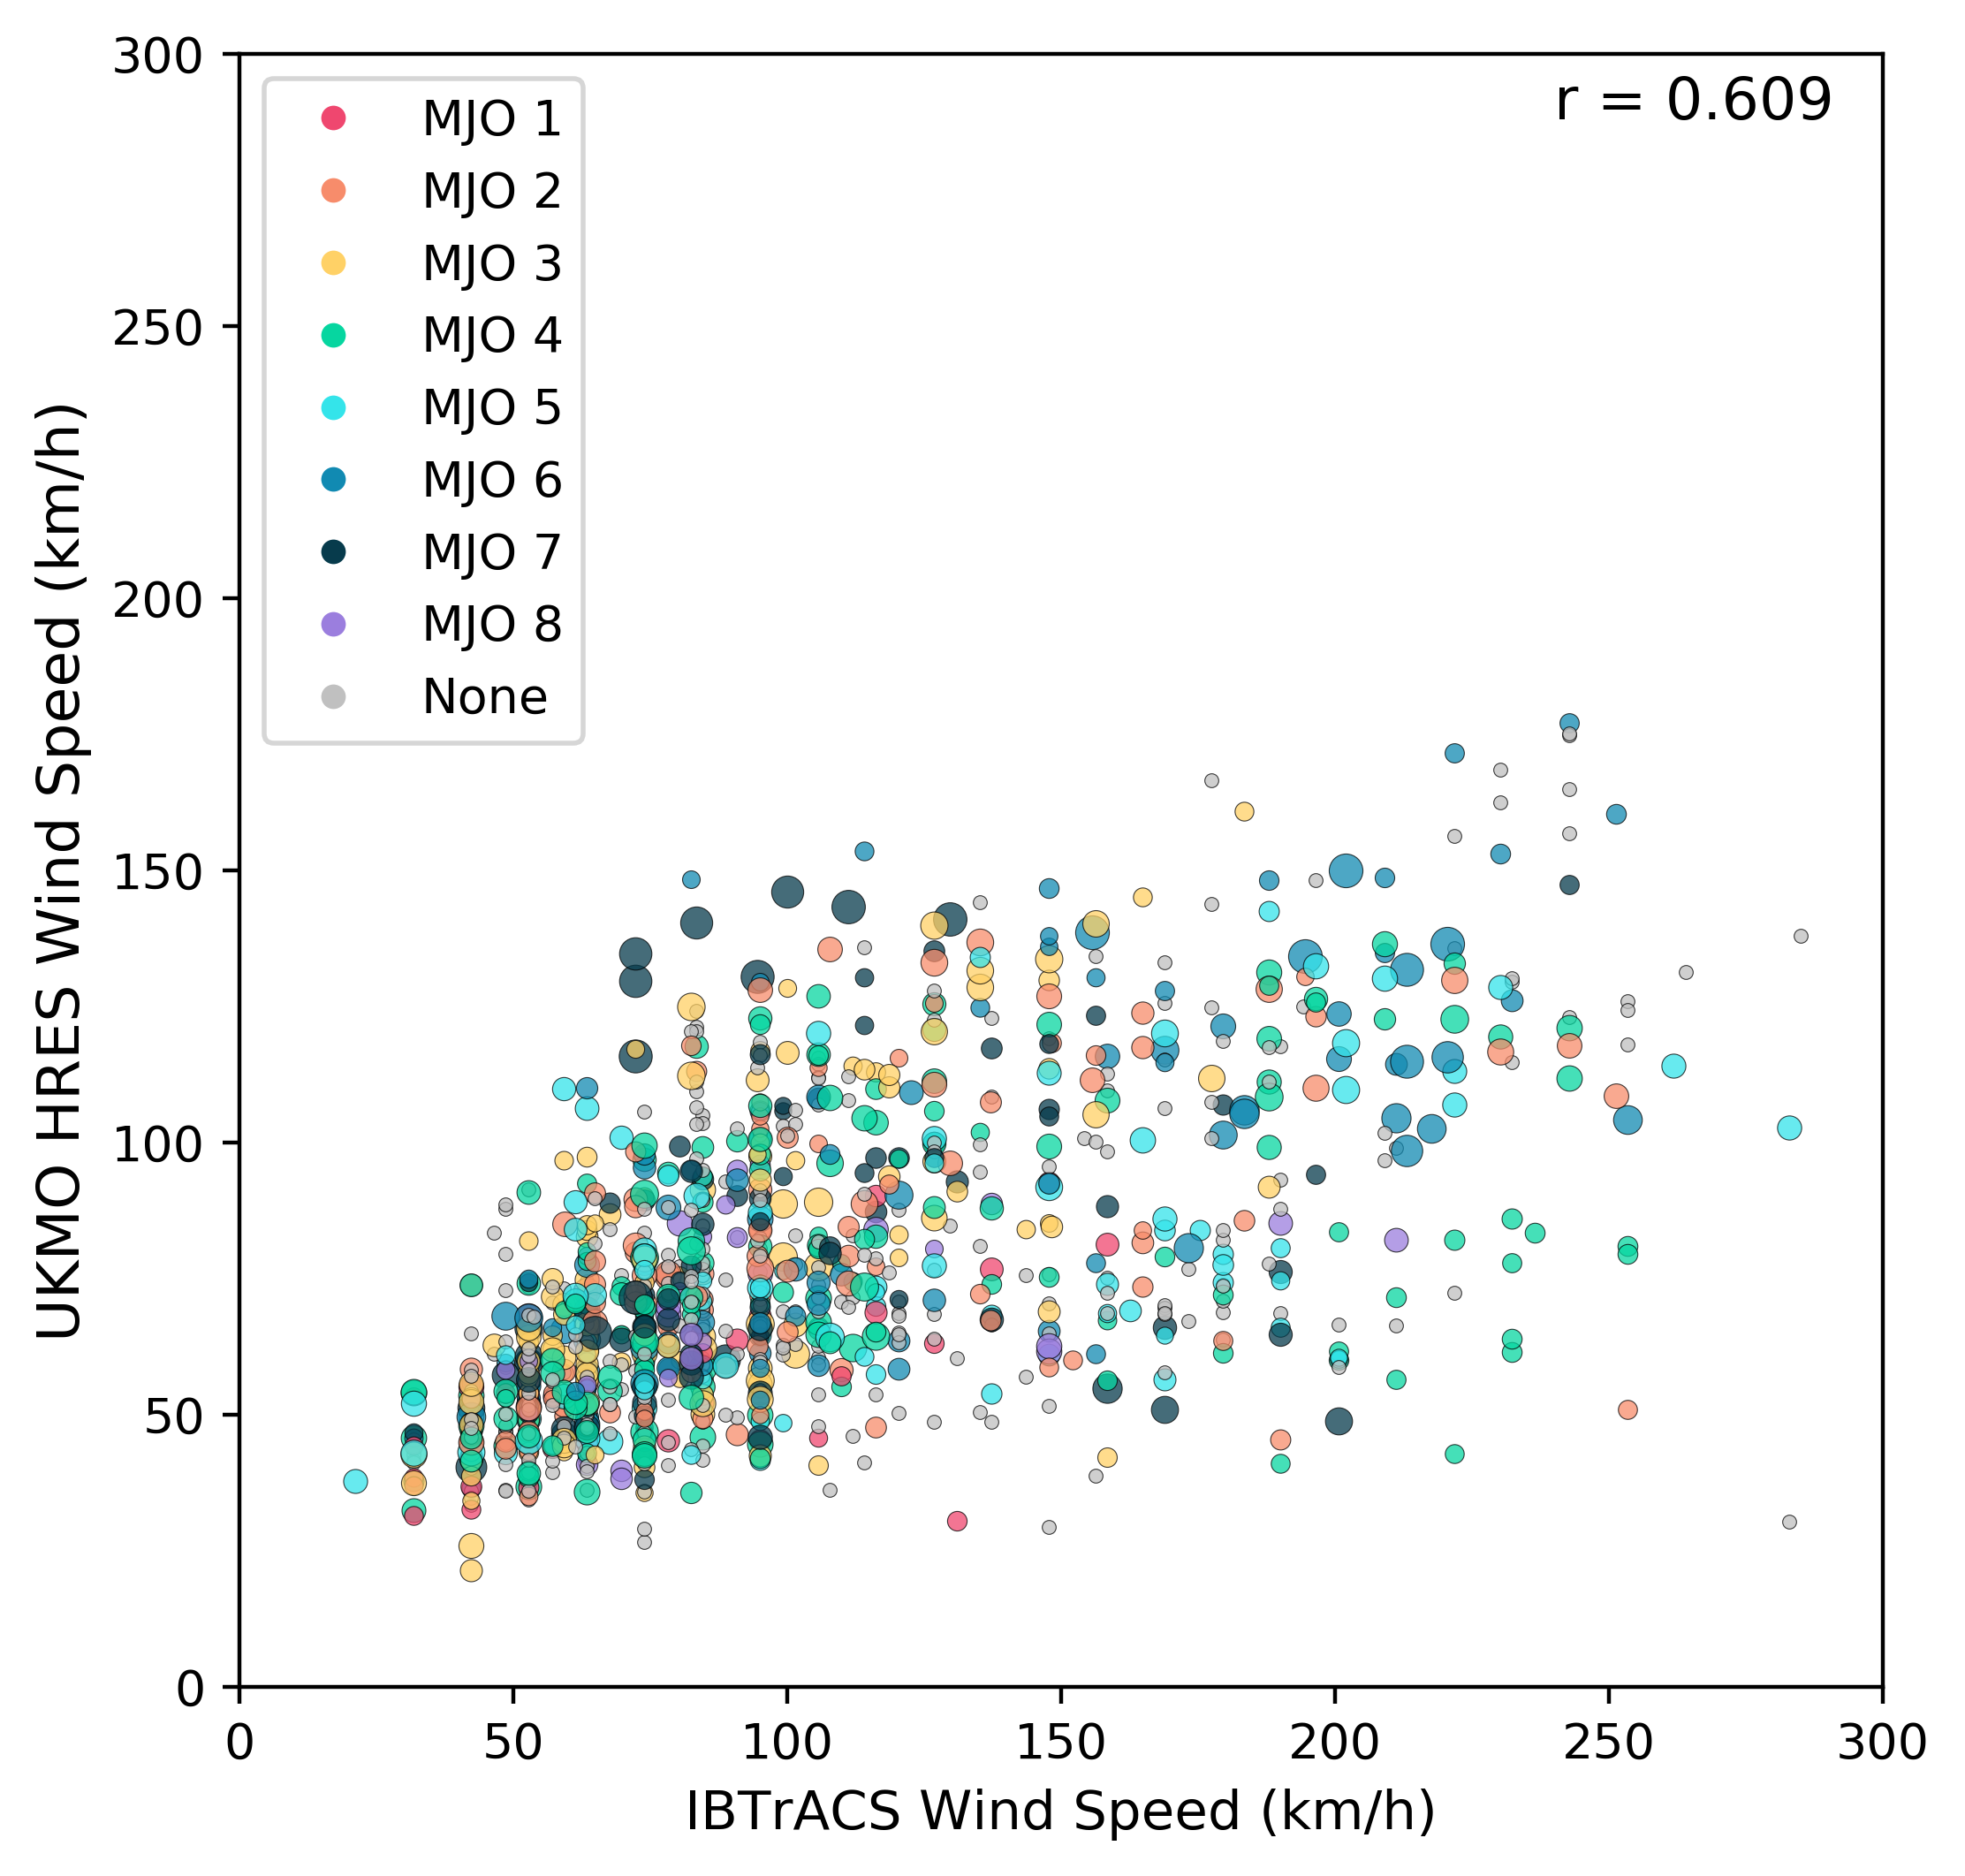 r = 0.609
MJO 1
MJO 2
MJO 3
MJO 4
MJO 5
MJO 6
MJO 7
MJO 8
None
UKMO HRES Wind Speed (km/h)
300
250
200
150
100
50
0
0 50 100 150 200 250 300
IBTrACS Wind Speed (km/h)